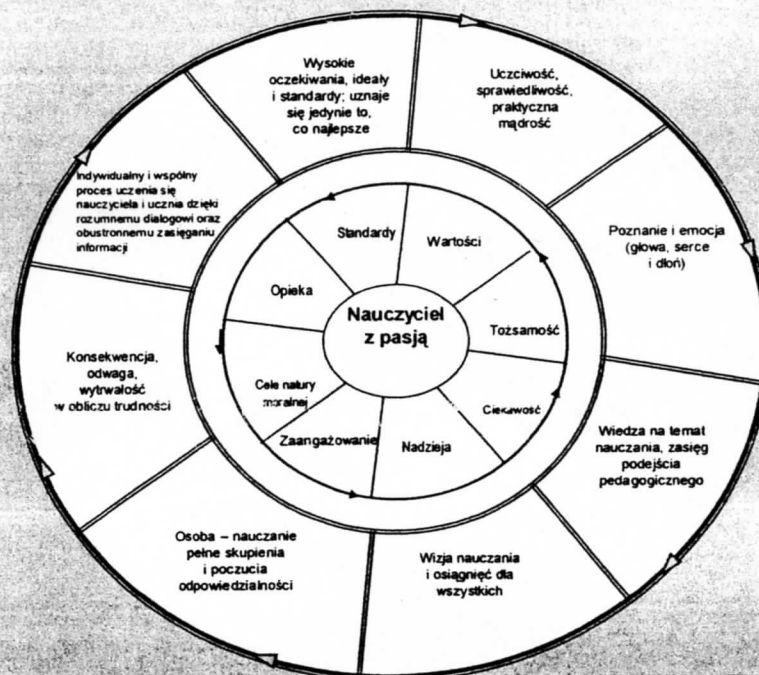 Wysokie
oczekiwania, ideały
i standardy; uznaje
się jedynie to,
co najlepsze
Uczciwość,
sprawiedliwość,
praktyczna
mądrość
Poznanie i emocja
(głowa, serce
i dłoń)
Wiedza na temat
nauczania, zasięg
podejścia
pedagogicznego
Wizja nauczania
i osiągnięć dla
wszystkich
Osoba – nauczanie
pełne skupienia
i poczucia
odpowiedzialności
Konsekwencja,
odwaga,
wytrwałość
w obliczu trudności
Indywidualny i wspólny
proces uczenia się
nauczyciela i ucznia dzięki
rozumnemu dialogowi oraz
obustronnemu zasięganiu
informacji
Standardy
Wartości
Tożsamość
Ciekawość
Nadzieja
Zaangażowanie
Cele natury
moralnej
Opieka
Nauczyciel
z pasją